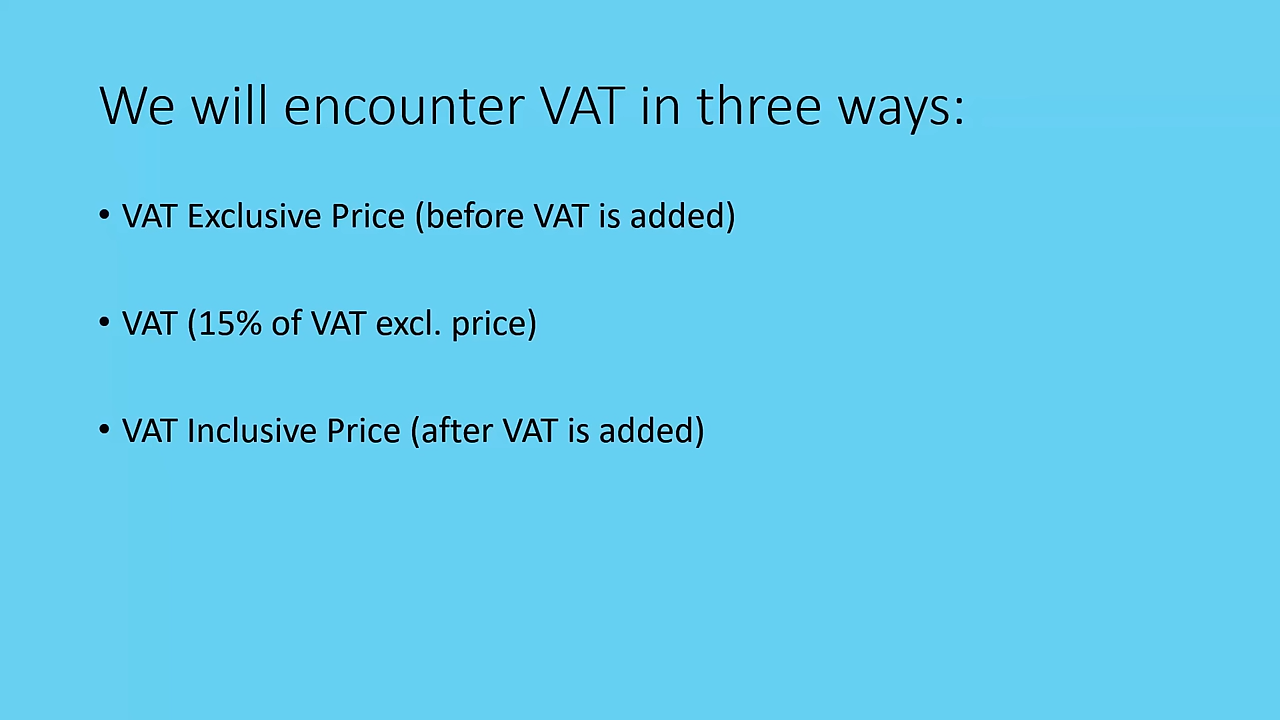 We will encounter VAT in three ways:
• VAT Exclusive Price (before VAT is added)
• VAT (15% of VAT excl. price)
• VAT Inclusive Price (after VAT is added)